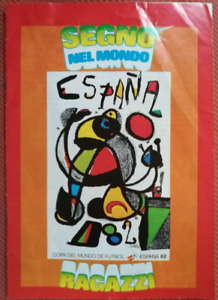 SEGNO
NEL MONDO
ESPAÑA
82
COPA DEL MUNDO DE FUTBOL ESPAÑA 82
RAGAZZI